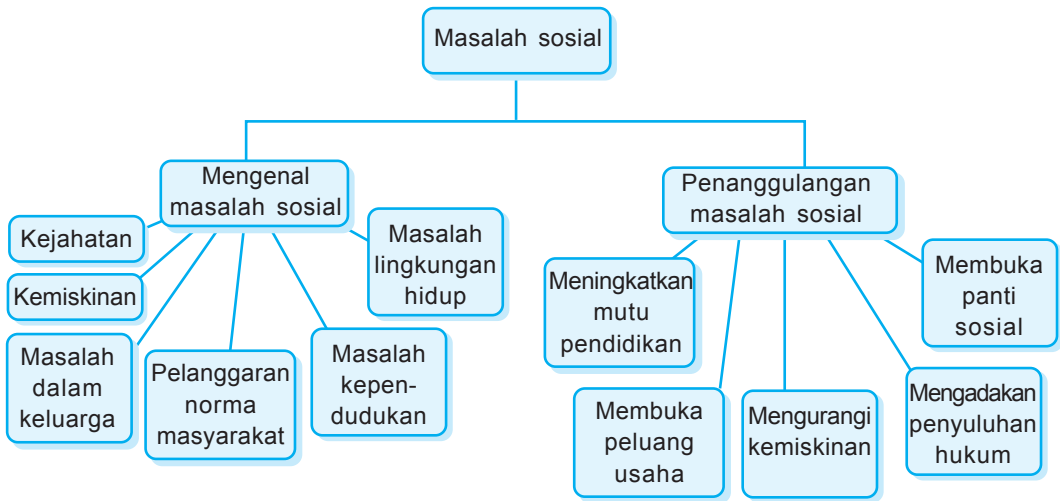 Masalah sosial
Mengenal
masalah sosial
Kejahatan
Kemiskinan
Masalah
dalam
keluarga
Pelanggaran
norma
masyarakat
Masalah
kepen-
dudukan
Masalah
lingkungan
hidup
Penanggulangan
masalah sosial
Meningkatkan
mutu
pendidikan
Membuka
peluang
usaha
Mengurangi
kemiskinan
Mengadakan
penyuluhan
hukum
Membuka
panti
sosial